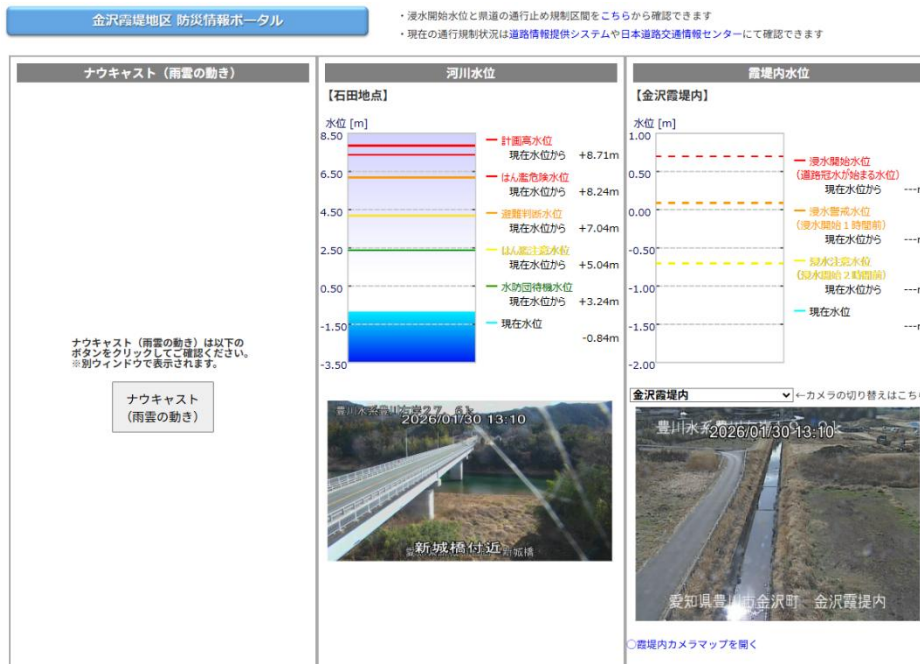 金沢霞堤地区 防災情報ポータル
・浸水開始水位と県道の通行止め規制区間をこちらから確認できます
・現在の通行規制状況は道路情報提供システムや日本道路交通情報センターにて確認できます
ナウキャスト（雨雲の動き）
ナウキャスト（雨雲の動き）は以下の
ボタンをクリックしてご確認ください。
※別ウィンドウで表示されます。
ナウキャスト
（雨雲の動き）
河川水位
【石田地点】
水位 [m]
8.50
6.50
4.50
2.50
0.50
-1.50
-3.50
計画高水位
現在水位から +8.71m
はん濫危険水位
現在水位から +8.24m
避難判断水位
現在水位から +7.04m
はん濫注意水位
現在水位から +5.04m
水防団待機水位
現在水位から +3.24m
現在水位
-0.84m
豊川水系豊川右岸27.6k
2026/01/30 13:10
新城橋付近
新城橋
霞堤内水位
【金沢霞堤内】
水位 [m]
1.00
0.50
0.00
-0.50
-1.00
-1.50
-2.00
浸水開始水位
(道路冠水が始まる水位)
現在水位から ---m
浸水警戒水位
(浸水開始１時間前)
現在水位から ---m
浸水注意水位
(浸水開始２時間前)
現在水位から ---m
現在水位
---m
金沢霞堤内
←カメラの切り替えはこちら
豊川水系
2026/01/30 13:10
愛知県豊川市金沢町 金沢霞提内
○霞堤内カメラマップを開く